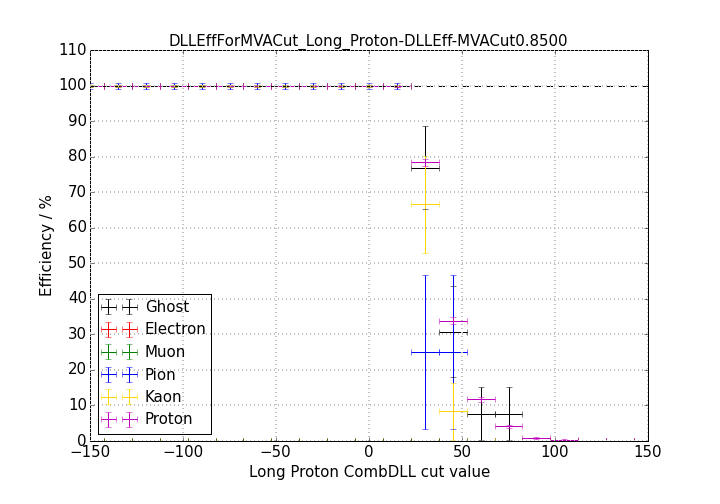 DLLEffForMVACut_Long_Proton-DLLEff-MVACut0.8500
110
100
90
80
70
60
50
40
30
20
10
0
Efficiency / %
Ghost
Electron
Muon
Pion
Kaon
Proton
−150 −100 −50 0 50 100 150
Long Proton CombDLL cut value